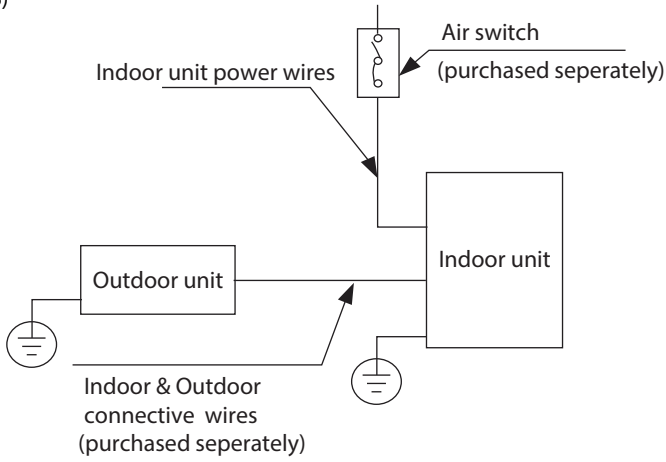 Air switch
(purchased seperately)
Indoor unit power wires
Outdoor unit
Indoor unit
Indoor & Outdoor
connective wires
(purchased seperately)